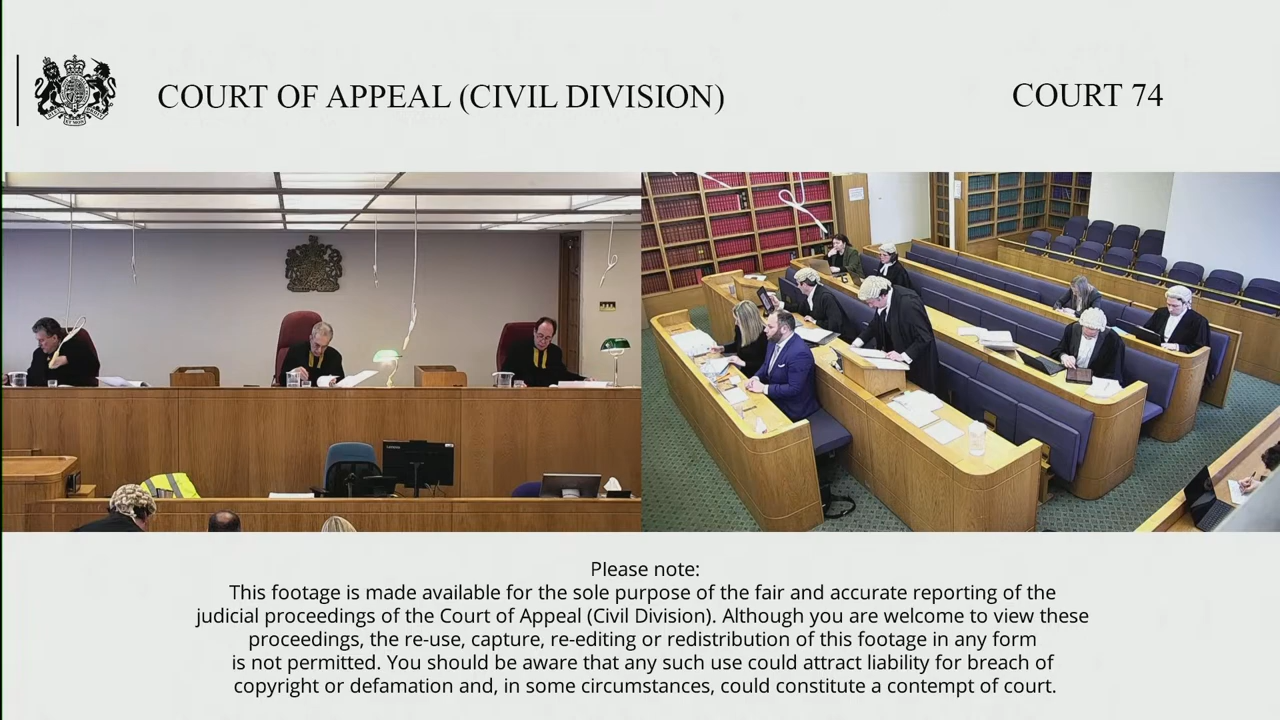 COURT OF APPEAL (CIVIL DIVISION)
COURT 74
Please note:
This footage is made available for the sole purpose of the fair and accurate reporting of the
judicial proceedings of the Court of Appeal (Civil Division). Although you are welcome to view these
proceedings, the re-use, capture, re-editing or redistribution of this footage in any form
is not permitted. You should be aware that any such use could attract liability for breach of
copyright or defamation and, in some circumstances, could constitute a contempt of court.